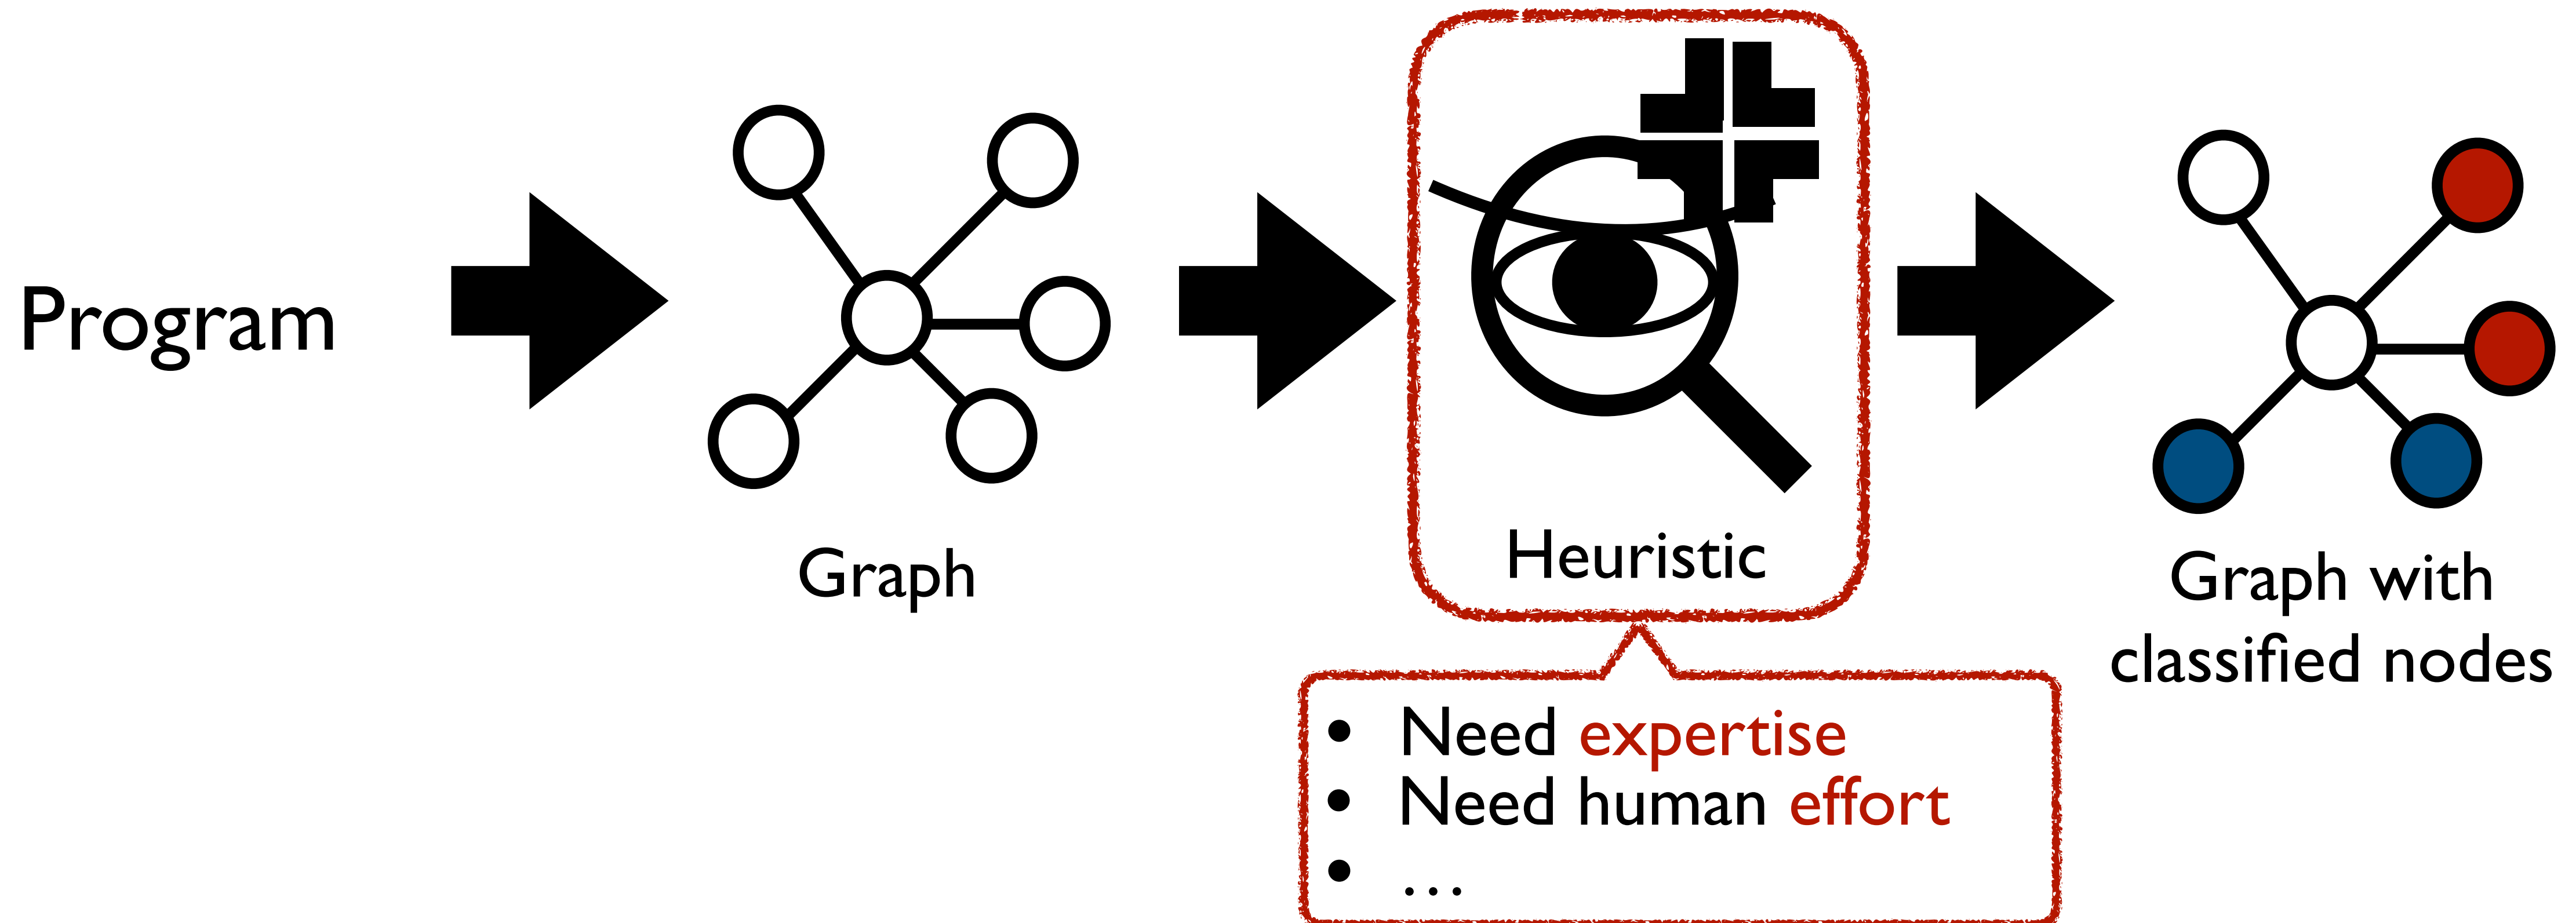 Program
Graph
Heuristic
Graph with
classified nodes
• Need expertise
• Need human effort
• …